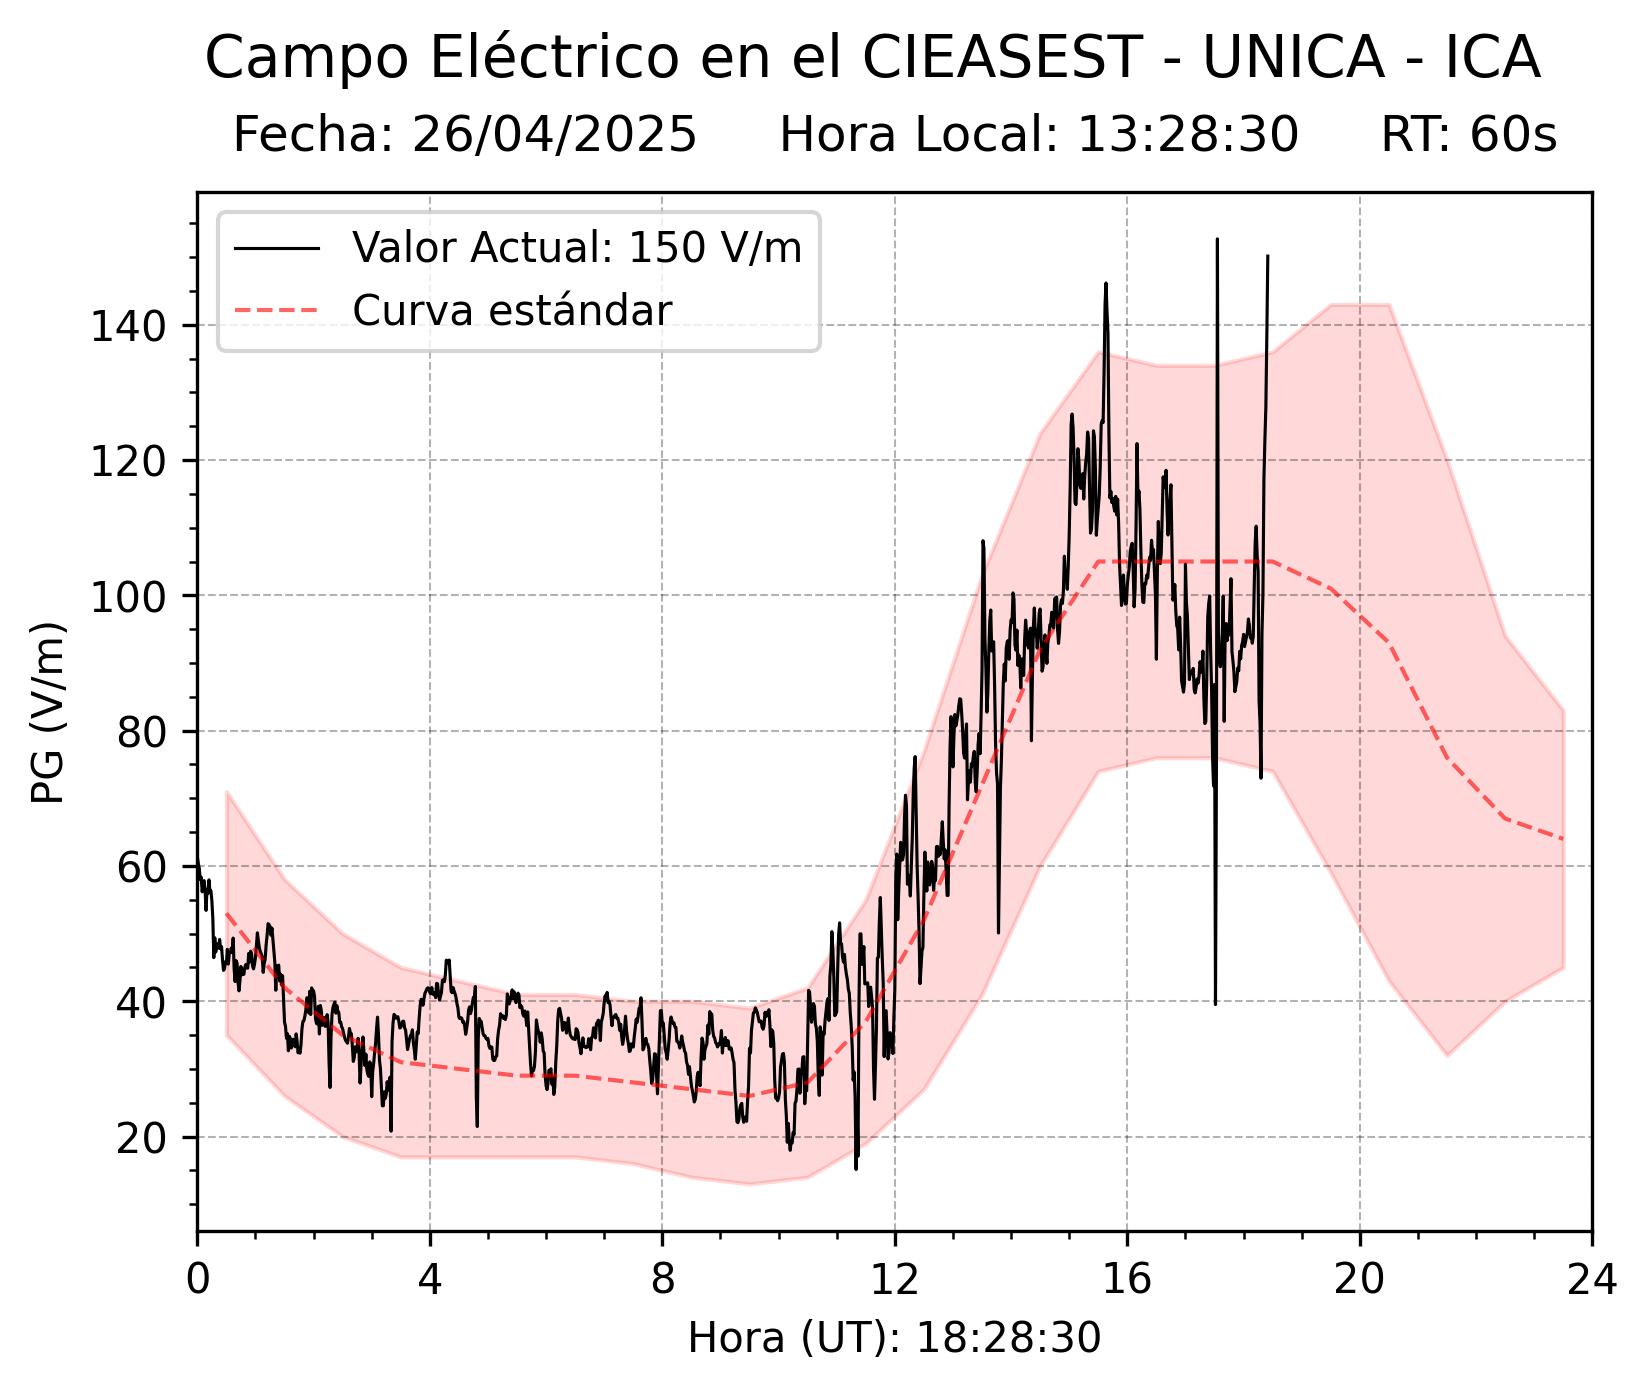 Campo Eléctrico en el CIEASEST - UNICA - ICA
Fecha: 26/04/2025 Hora Local: 13:28:30 RT: 60s
Valor Actual: 150 V/m
Curva estándar
140
120
100
80
60
40
20
PG (V/m)
0 4 8 12 16 20 24
Hora (UT): 18:28:30